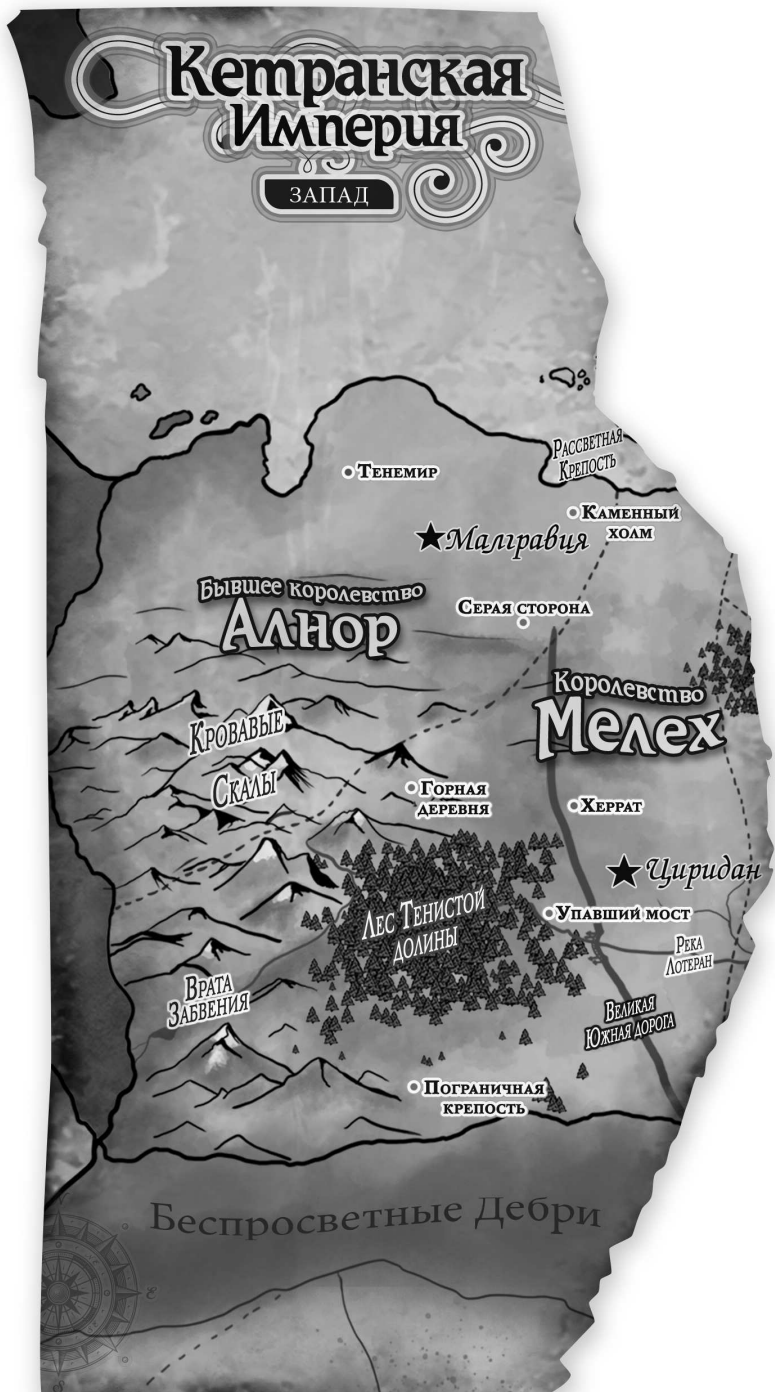 Кетранская
Империя
ЗАПАД
Рассветная
Крепость
Тенемир
Каменный
холм
Малгравия
Бывшее королевство
Алнор
Серая сторона
Королевство
Мелех
Кровавые
Скалы
Горная
деревня
Херрат
Циридан
Лес Тенистой
долины
Упавший мост
Река
Лотеран
Врата
Забвения
Великая
Южная дорога
Пограничная
крепость
Беспросветные Дебри